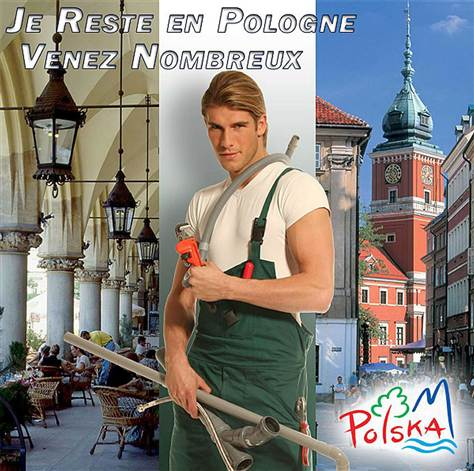 Je Reste en Pologne
Venez Nombreux
Polska